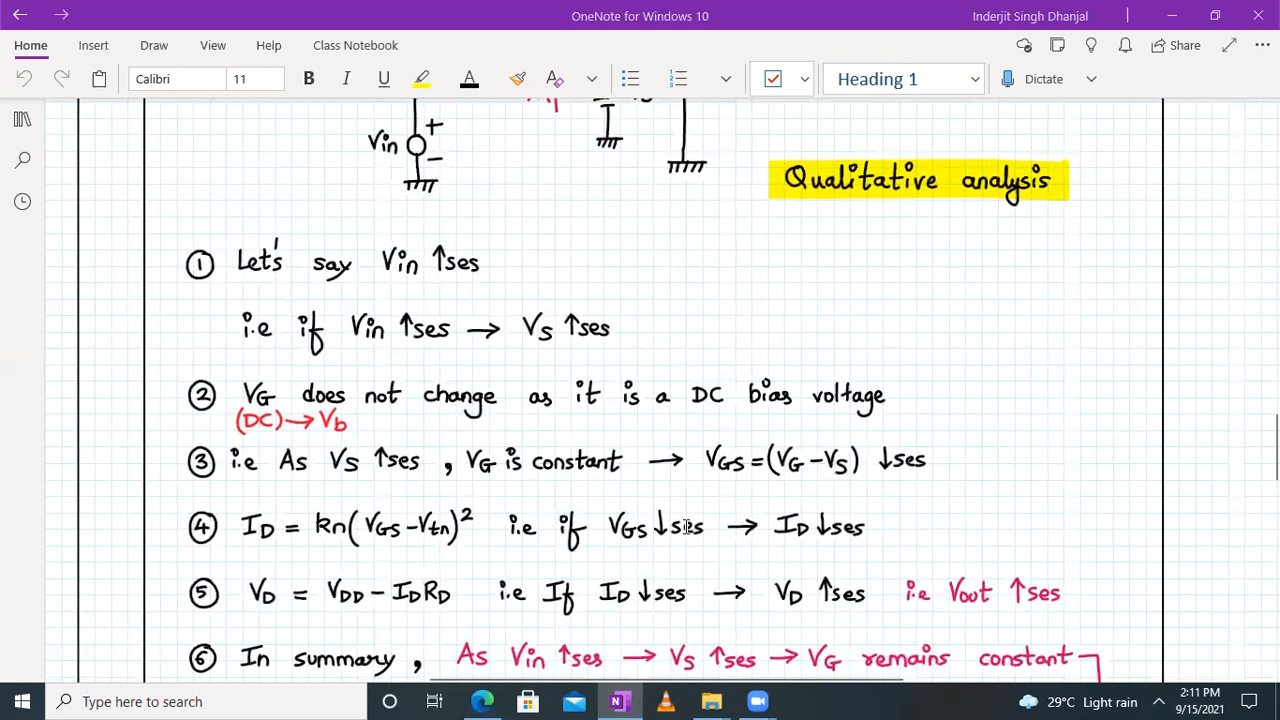 OneNote for Windows 10
Inderjit Singh Dhanjal
Home Insert Draw View Help Class Notebook
Share
Calibri 11 B I U A Heading 1 Dictate
Vin + −
Qualitative analysis
① Let's say Vin ↑ses
i.e if Vin ↑ses → VS ↑ses
② VG does not change as it is a DC bias voltage
(DC) → Vb
③ i.e As VS ↑ses , VG is constant → VGS = (VG - VS) ↓ses
④ ID = kn(VGS - Vtn)² i.e if VGS ↓ses → ID ↓ses
⑤ VD = VDD - IDRD i.e If ID ↓ses → VD ↑ses i.e Vout ↑ses
⑥ In summary, As Vin ↑ses → VS ↑ses → VG remains constant
Type here to search
29°C Light rain
2:11 PM
9/15/2021